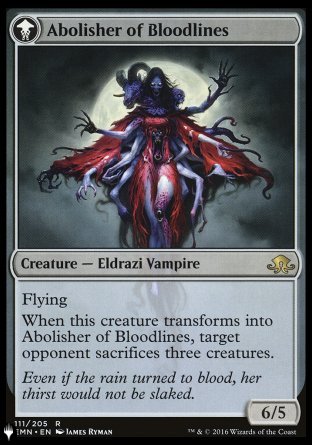 Abolisher of Bloodlines
Creature — Eldrazi Vampire
Flying
When this creature transforms into
Abolisher of Bloodlines, target
opponent sacrifices three creatures.
Even if the rain turned to blood, her
thirst would not be slaked.
6/5
111/205 R
EMN • EN James Ryman
™ & © 2016 Wizards of the Coast